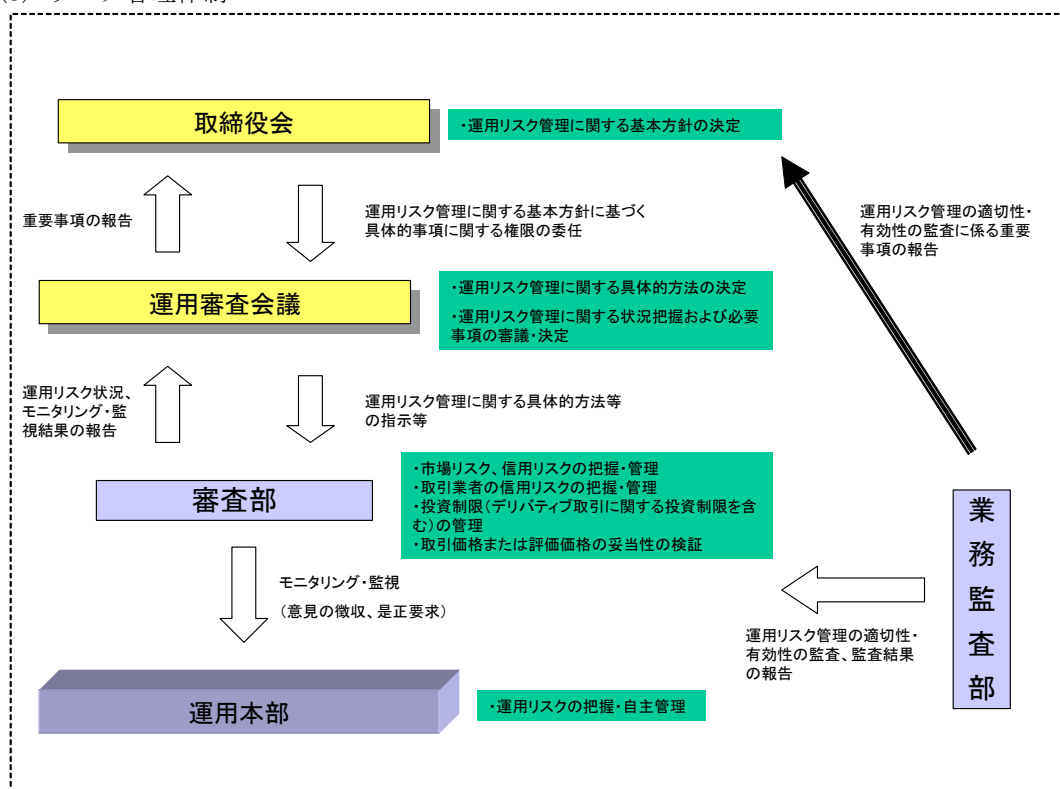 取締役会
・運用リスク管理に関する基本方針の決定
重要事項の報告
運用リスク管理に関する基本方針に基づく
具体的事項に関する権限の委任
運用リスク管理の適切性・
有効性の監査に係る重要
事項の報告
運用審査会議
・運用リスク管理に関する具体的方法の決定
・運用リスク管理に関する状況把握および必要
事項の審議・決定
運用リスク状況、
モニタリング・監
視結果の報告
運用リスク管理に関する具体的方法等
の指示等
審査部
・市場リスク、信用リスクの把握・管理
・取引業者の信用リスクの把握・管理
・投資制限(デリバティブ取引に関する投資制限を含
む)の管理
・取引価格または評価価格の妥当性の検証
業務監査部
モニタリング・監視
(意見の徴収、是正要求)
運用リスク管理の適切性・
有効性の監査、監査結果
の報告
運用本部
・運用リスクの把握・自主管理